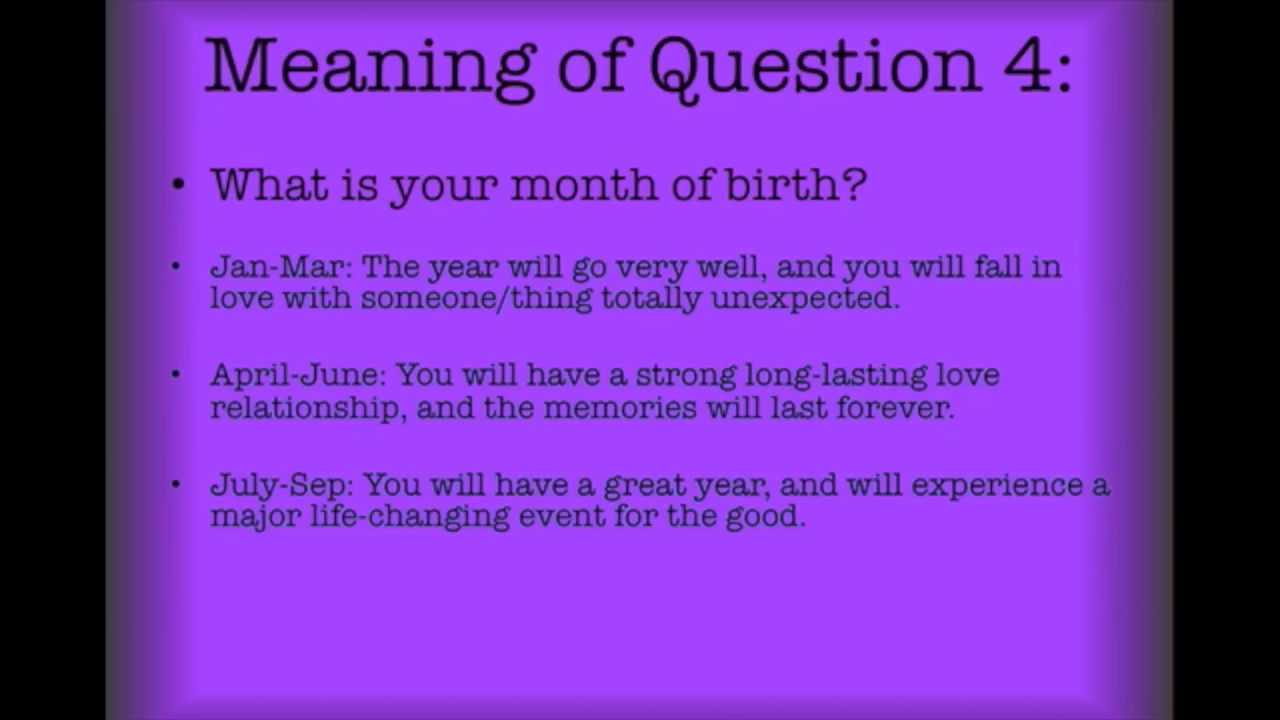 Meaning of Question 4:
• What is your month of birth?
• Jan-Mar: The year will go very well, and you will fall in
love with someone/thing totally unexpected.
• April-June: You will have a strong long-lasting love
relationship, and the memories will last forever.
• July-Sep: You will have a great year, and will experience a
major life-changing event for the good.